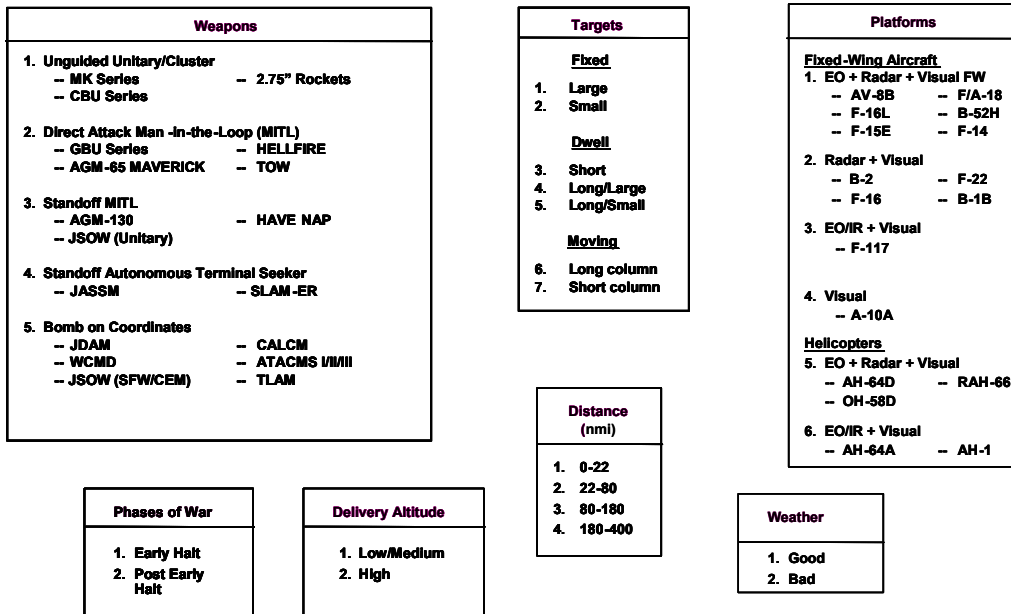 Weapons
1. Unguided Unitary/Cluster
-- MK Series -- 2.75” Rockets
-- CBU Series
2. Direct Attack Man -in-the-Loop (MITL)
-- GBU Series -- HELLFIRE
-- AGM-65 MAVERICK -- TOW
3. Standoff MITL
-- AGM-130 -- HAVE NAP
-- JSOW (Unitary)
4. Standoff Autonomous Terminal Seeker
-- JASSM -- SLAM-ER
5. Bomb on Coordinates
-- JDAM -- CALCM
-- WCMD -- ATACMS I/II/III
-- JSOW (SFW/CEM) -- TLAM
Targets
Fixed
1. Large
2. Small
Dwell
3. Short
4. Long/Large
5. Long/Small
Moving
6. Long column
7. Short column
Platforms
Fixed-Wing Aircraft
1. EO + Radar + Visual FW
-- AV-8B -- F/A-18
-- F-16L -- B-52H
-- F-15E -- F-14
2. Radar + Visual
-- B-2 -- F-22
-- F-16 -- B-1B
3. EO/IR + Visual
-- F-117
4. Visual
-- A-10A
Helicopters
5. EO + Radar + Visual
-- AH-64D -- RAH-66
-- OH-58D
6. EO/IR + Visual
-- AH-64A -- AH-1
Distance
(nmi)
1. 0-22
2. 22-80
3. 80-180
4. 180-400
Phases of War
1. Early Halt
2. Post Early
Halt
Delivery Altitude
1. Low/Medium
2. High
Weather
1. Good
2. Bad